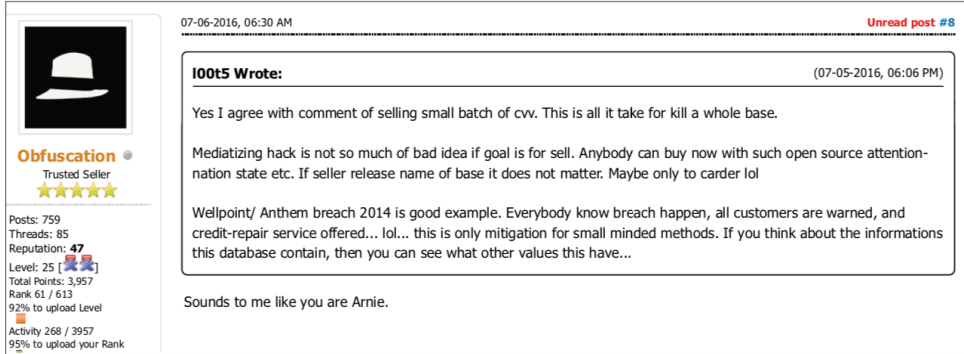 07-06-2016, 06:30 AM
Unread post #8
l00t5 Wrote:
(07-05-2016, 06:06 PM)
Yes I agree with comment of selling small batch of cvv. This is all it take for kill a whole base.
Mediatizing hack is not so much of bad idea if goal is for sell. Anybody can buy now with such open source attention-
nation state etc. If seller release name of base it does not matter. Maybe only to carder lol
Wellpoint/ Anthem breach 2014 is good example. Everybody know breach happen, all customers are warned, and
credit-repair service offered... lol... this is only mitigation for small minded methods. If you think about the informations
this database contain, then you can see what other values this have...
Sounds to me like you are Arnie.
Obfuscation
Trusted Seller
Posts: 759
Threads: 85
Reputation: 47
Level: 25 [ ]
Total Points: 3,957
Rank 61 / 613
92% to upload Level
Activity 268 / 3957
95% to upload your Rank